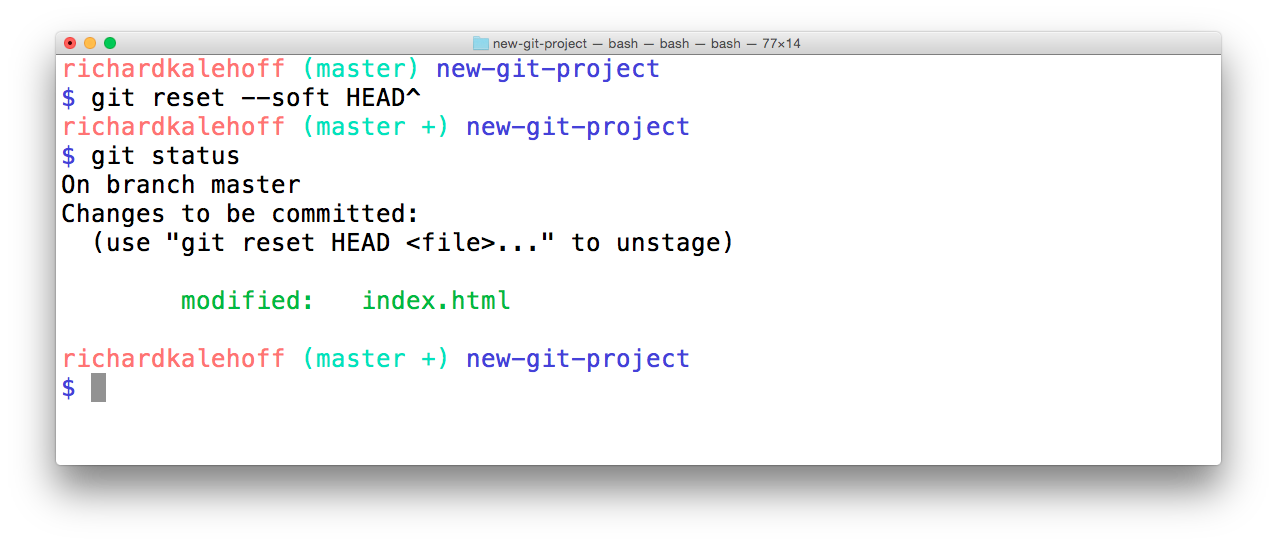 new-git-project — bash — bash — bash — 77×14
richardkalehoff (master) new-git-project
$ git reset --soft HEAD^
richardkalehoff (master +) new-git-project
$ git status
On branch master
Changes to be committed:
  (use "git reset HEAD <file>..." to unstage)
        modified:   index.html
richardkalehoff (master +) new-git-project
$